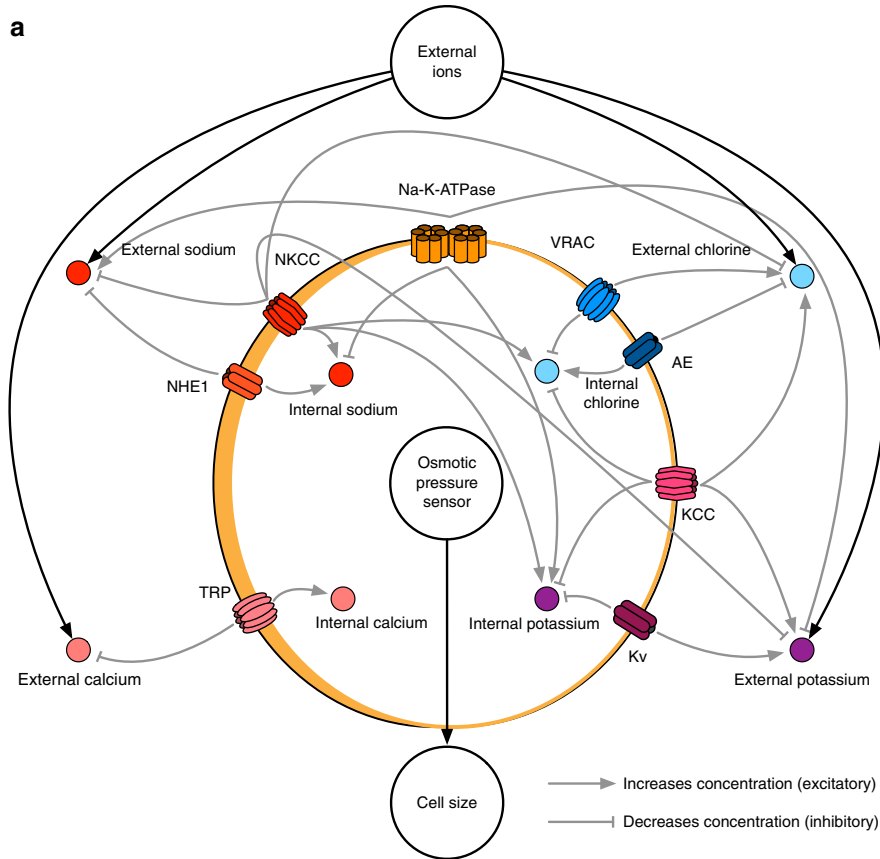 a
External
ions
Na-K-ATPase
External sodium
NKCC
VRAC
External chlorine
NHE1
Internal sodium
Internal
chlorine
AE
Osmotic
pressure
sensor
KCC
TRP
Internal calcium
Internal potassium
Kv
External calcium
External potassium
Cell size
Increases concentration (excitatory)
Decreases concentration (inhibitory)